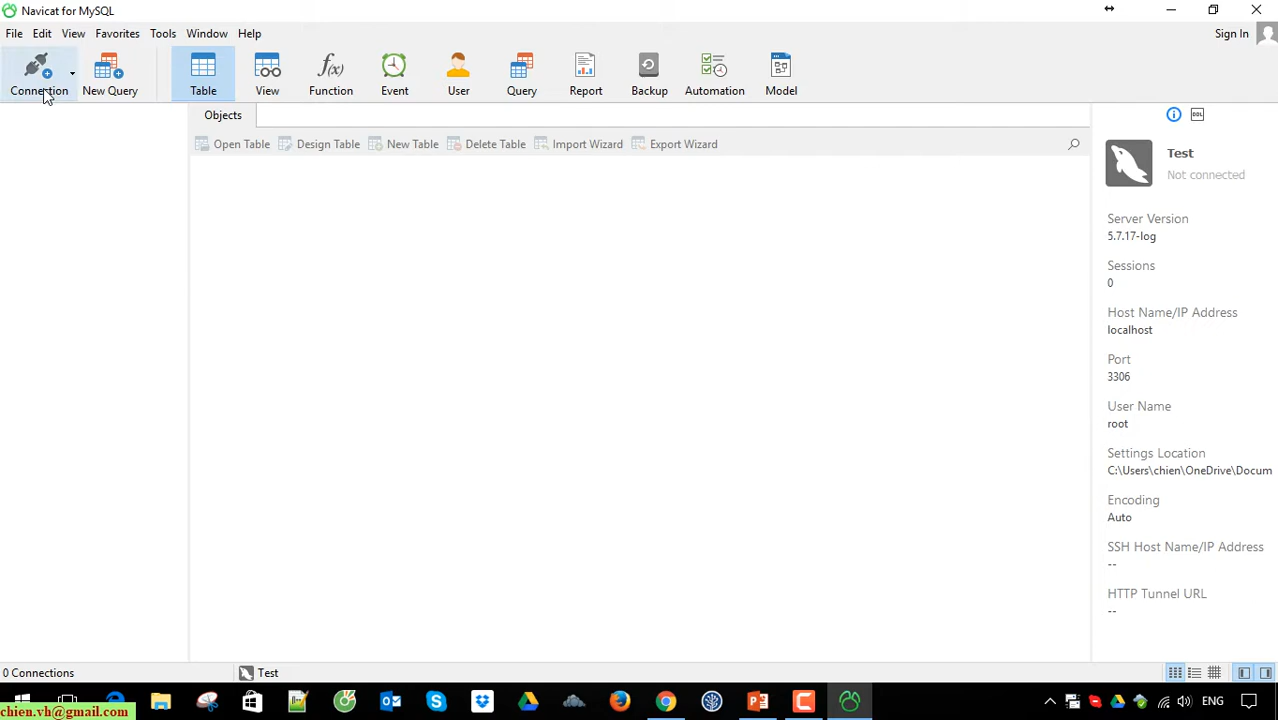 Navicat for MySQL
File Edit View Favorites Tools Window Help
Sign In
Connection New Query Table View Function Event User Query Report Backup Automation Model
f(x)
Objects
DDL
Open Table Design Table New Table Delete Table Import Wizard Export Wizard
Test
Not connected
Server Version
5.7.17-log
Sessions
0
Host Name/IP Address
localhost
Port
3306
User Name
root
Settings Location
C:\Users\chien\OneDrive\Docum
Encoding
Auto
SSH Host Name/IP Address
--
HTTP Tunnel URL
--
0 Connections Test
ENG
chien.vh@gmail.com